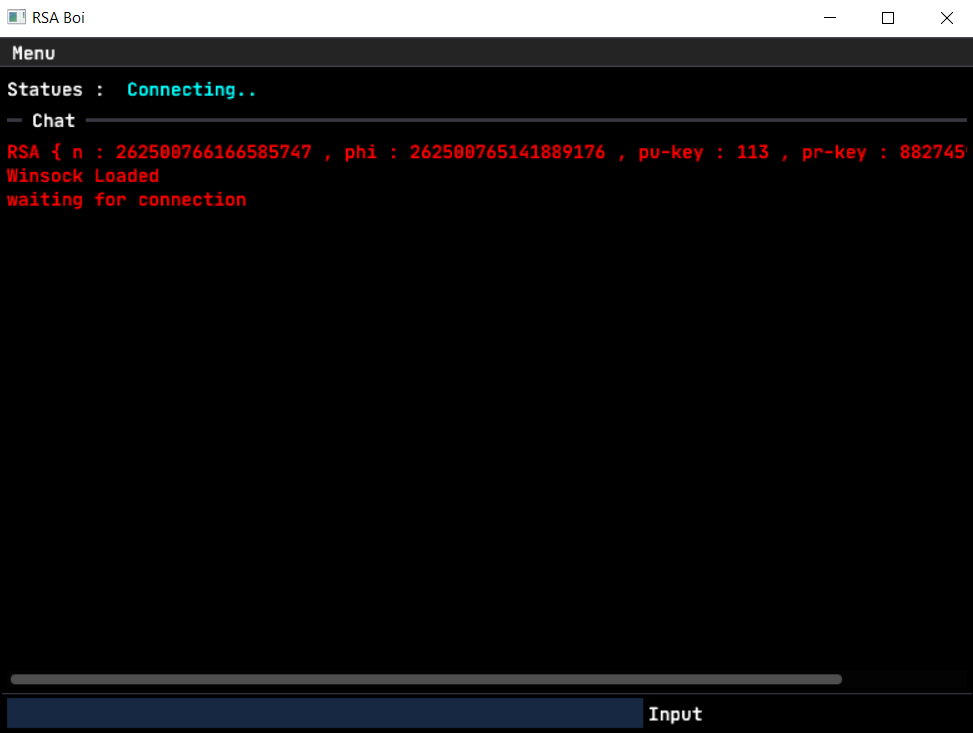 RSA Boi
Menu
Statues : Connecting..
Chat
RSA { n : 262500766166585747 , phi : 262500765141889176 , pu-key : 113 , pr-key : 882745
Winsock Loaded
waiting for connection
Input